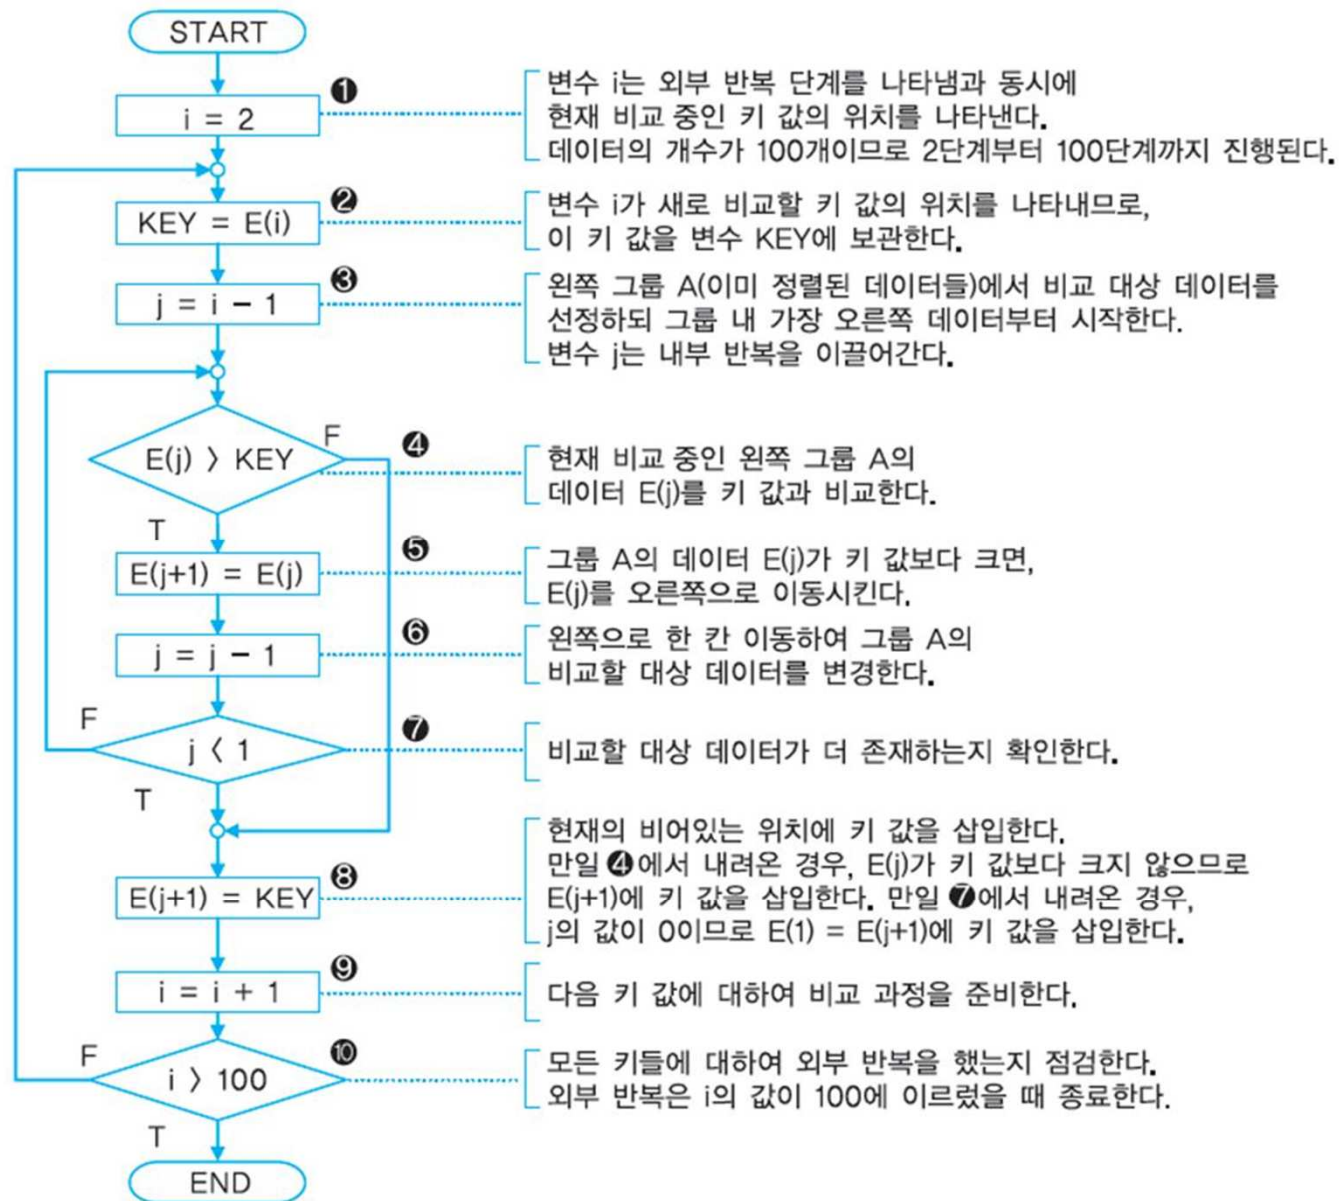 START
❶
i = 2
변수 i는 외부 반복 단계를 나타냄과 동시에
현재 비교 중인 키 값의 위치를 나타낸다.
데이터의 개수가 100개이므로 2단계부터 100단계까지 진행된다.
❷
KEY = E(i)
변수 i가 새로 비교할 키 값의 위치를 나타내므로,
이 키 값을 변수 KEY에 보관한다.
❸
j = i − 1
왼쪽 그룹 A(이미 정렬된 데이터들)에서 비교 대상 데이터를
선정하되 그룹 내 가장 오른쪽 데이터부터 시작한다.
변수 j는 내부 반복을 이끌어간다.
E(j) > KEY
F
❹
T
현재 비교 중인 왼쪽 그룹 A의
데이터 E(j)를 키 값과 비교한다.
❺
E(j+1) = E(j)
그룹 A의 데이터 E(j)가 키 값보다 크면,
E(j)를 오른쪽으로 이동시킨다.
❻
j = j − 1
왼쪽으로 한 칸 이동하여 그룹 A의
비교할 대상 데이터를 변경한다.
F
❼
j < 1
T
비교할 대상 데이터가 더 존재하는지 확인한다.
❽
E(j+1) = KEY
현재의 비어있는 위치에 키 값을 삽입한다.
만일 ❹에서 내려온 경우, E(j)가 키 값보다 크지 않으므로
E(j+1)에 키 값을 삽입한다. 만일 ❼에서 내려온 경우,
j의 값이 0이므로 E(1) = E(j+1)에 키 값을 삽입한다.
❾
i = i + 1
다음 키 값에 대하여 비교 과정을 준비한다.
F
❿
i > 100
T
모든 키들에 대하여 외부 반복을 했는지 점검한다.
외부 반복은 i의 값이 100에 이르렀을 때 종료한다.
END